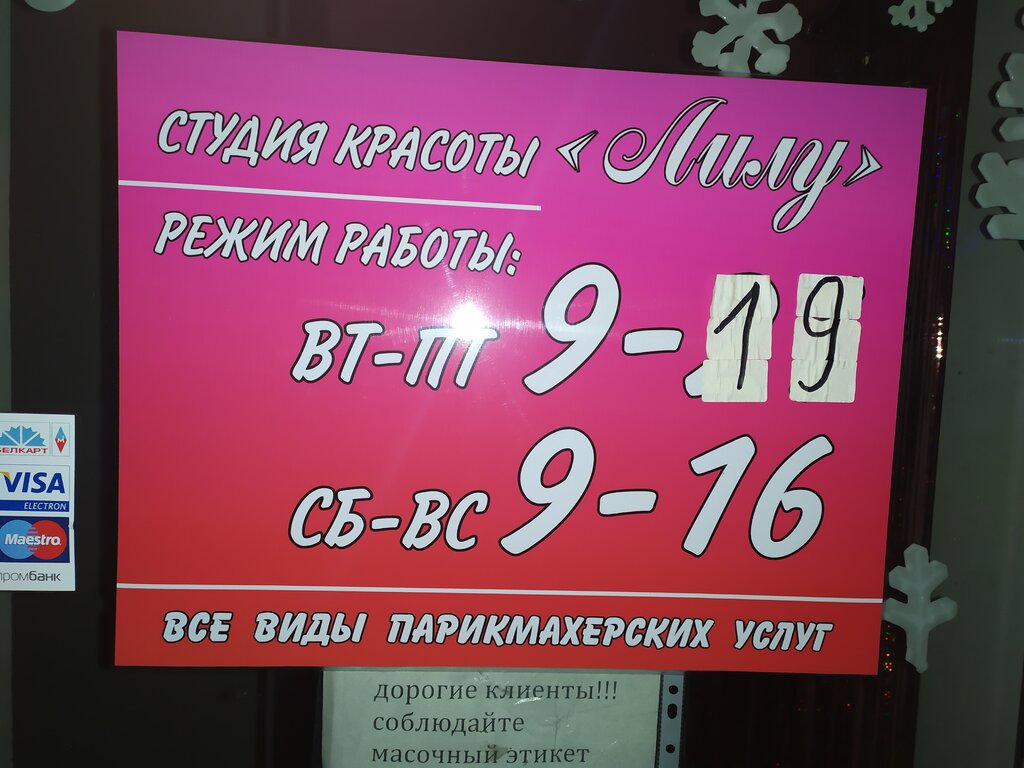 СТУДИЯ КРАСОТЫ «Лилу»
РЕЖИМ РАБОТЫ:
ВТ-ПТ 9-19
СБ-ВС 9-16
ВСЕ ВИДЫ ПАРИКМАХЕРСКИХ УСЛУГ
дорогие клиенты!!!
соблюдайте
масочный этикет
БЕЛКАРТ
VISA
ELECTRON
Maestro